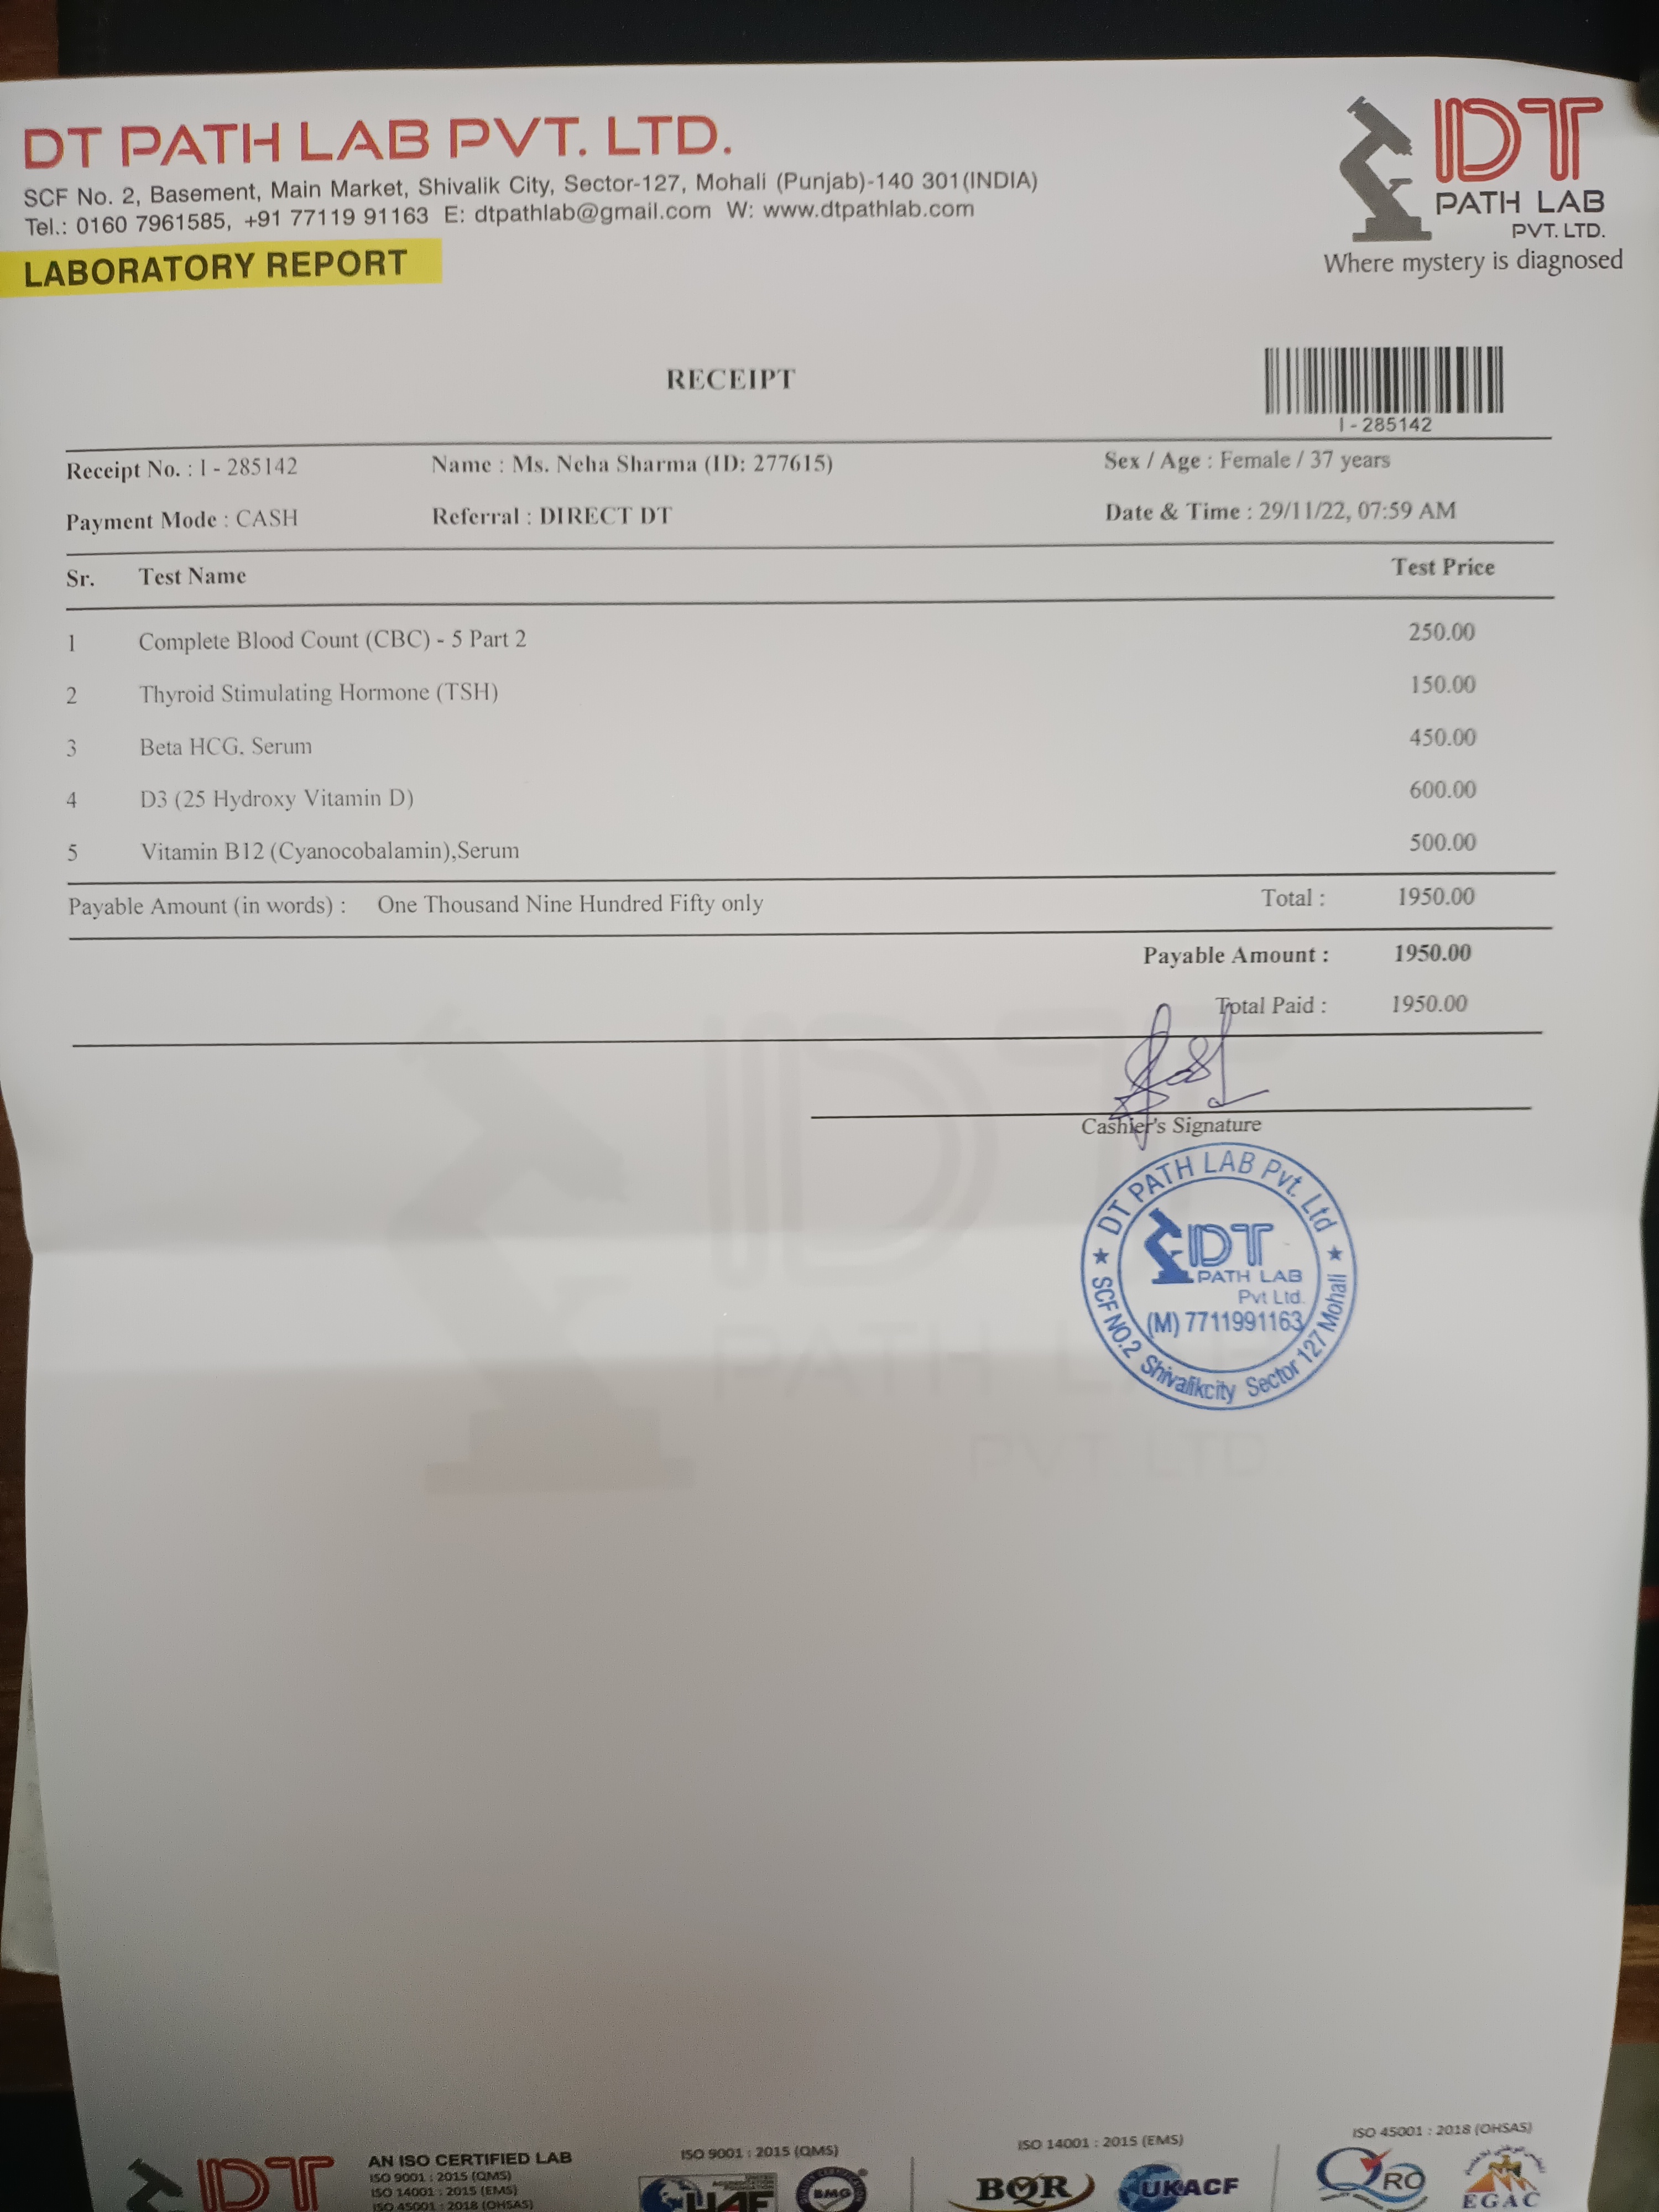 DT PATH LAB PVT. LTD.
SCF No. 2, Basement, Main Market, Shivalik City, Sector-127, Mohali (Punjab)-140 301(INDIA)
Tel.: 0160 7961585, +91 77119 91163 E: dtpathlab@gmail.com W: www.dtpathlab.com
LABORATORY REPORT
DT
PATH LAB
PVT. LTD.
Where mystery is diagnosed
RECEIPT
I - 285142
Receipt No. : I - 285142 Name : Ms. Neha Sharma (ID: 277615) Sex / Age : Female / 37 years
Payment Mode : CASH Referral : DIRECT DT Date & Time : 29/11/22, 07:59 AM
Sr. Test Name Test Price
1 Complete Blood Count (CBC) - 5 Part 2 250.00
2 Thyroid Stimulating Hormone (TSH) 150.00
3 Beta HCG. Serum 450.00
4 D3 (25 Hydroxy Vitamin D) 600.00
5 Vitamin B12 (Cyanocobalamin),Serum 500.00
Payable Amount (in words) : One Thousand Nine Hundred Fifty only Total : 1950.00
Payable Amount : 1950.00
Total Paid : 1950.00
Cashier's Signature
DT PATH LAB Pvt. Ltd
DT
PATH LAB
Pvt Ltd.
(M) 7711991163
SCF NO.2 Shivalikcity Sector 127 Mohali
DT
PATH LAB
PVT LTD
DT
AN ISO CERTIFIED LAB
ISO 9001 : 2015 (QMS)
ISO 14001 : 2015 (EMS)
ISO 45001 : 2018 (OHSAS)
ISO 9001 : 2015 (QMS)
UAF
BMG
ISO 14001 : 2015 (EMS)
BQR
UKACF
ISO 45001 : 2018 (OHSAS)
QRO
EGAC